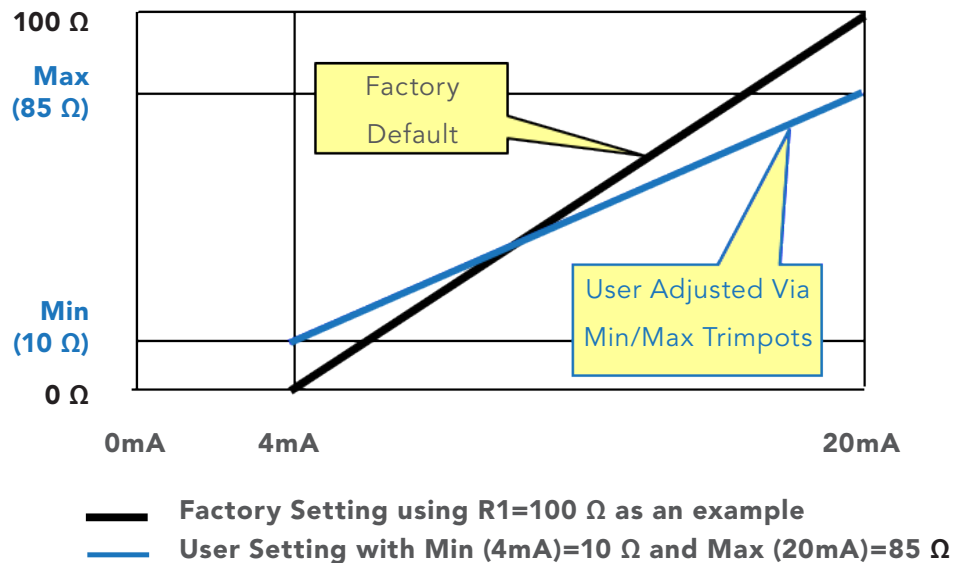 100 Ω
Max
(85 Ω)
Factory
Default
User Adjusted Via
Min/Max Trimpots
Min
(10 Ω)
0 Ω
0mA 4mA 20mA
Factory Setting using R1=100 Ω as an example
User Setting with Min (4mA)=10 Ω and Max (20mA)=85 Ω